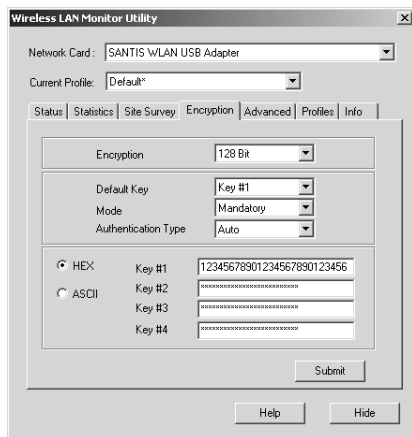 Wireless LAN Monitor Utility
Network Card : SANTIS WLAN USB Adapter
Current Profile: Default*
Status Statistics Site Survey Encryption Advanced Profiles Info
Encryption 128 Bit
Default Key Key #1
Mode Mandatory
Authentication Type Auto
HEX Key #1 12345678901234567890123456
ASCII Key #2 **************************
Key #3 **************************
Key #4 **************************
Submit
Help Hide